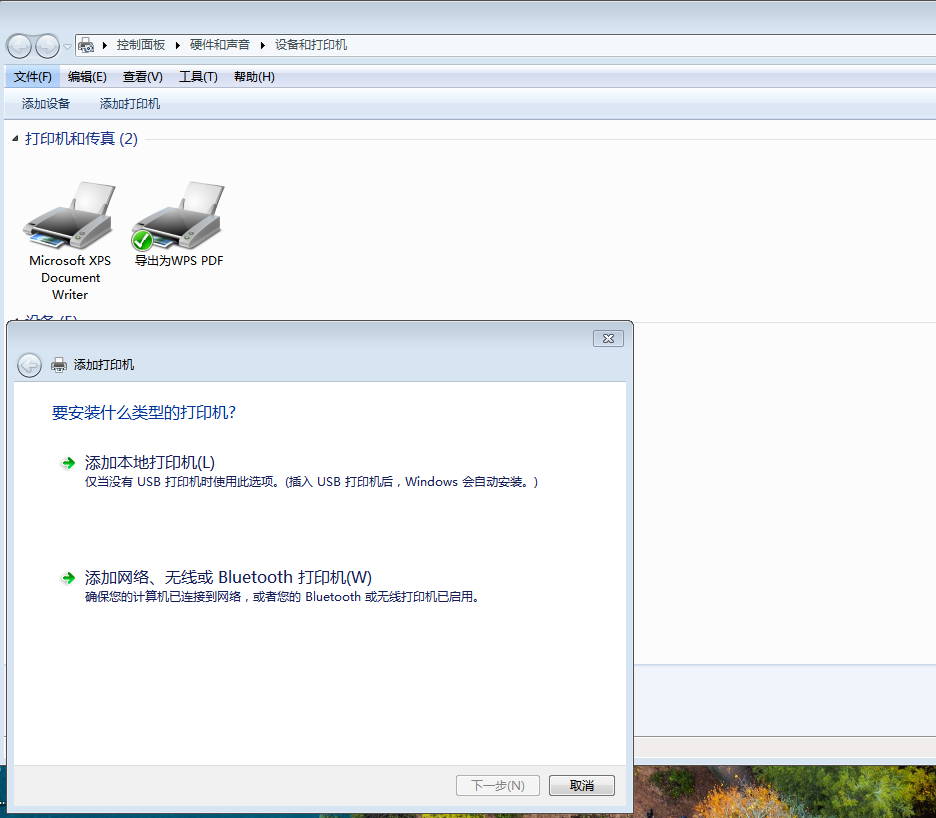 控制面板 硬件和声音 设备和打印机
文件(F) 编辑(E) 查看(V) 工具(T) 帮助(H)
添加设备 添加打印机
打印机和传真 (2)
Microsoft XPS
Document
Writer
导出为WPS PDF
设备 (5)
添加打印机
要安装什么类型的打印机?
添加本地打印机(L)
仅当没有 USB 打印机时使用此选项。(插入 USB 打印机后，Windows 会自动安装。)
添加网络、无线或 Bluetooth 打印机(W)
确保您的计算机已连接到网络，或者您的 Bluetooth 或无线打印机已启用。
下一步(N) 取消